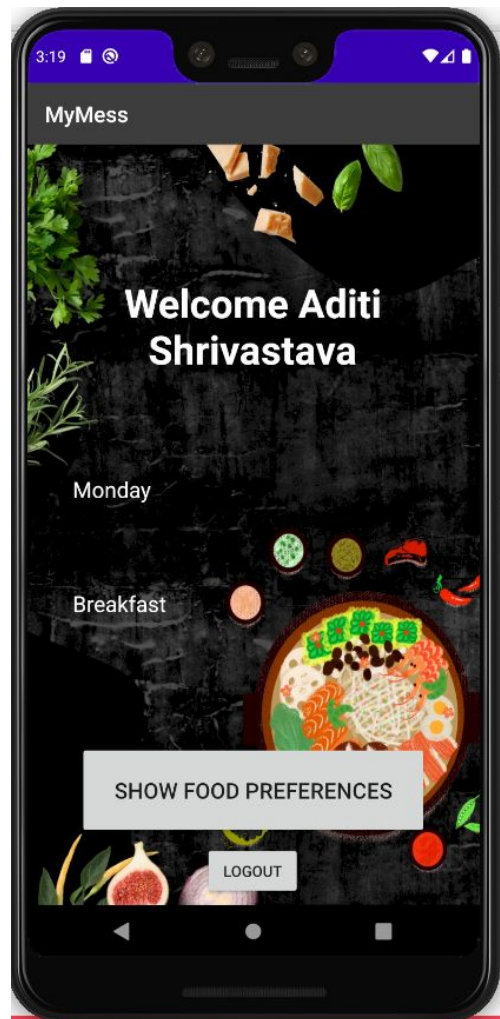 3:19
MyMess
Welcome Aditi
Shrivastava
Monday
Breakfast
SHOW FOOD PREFERENCES
LOGOUT